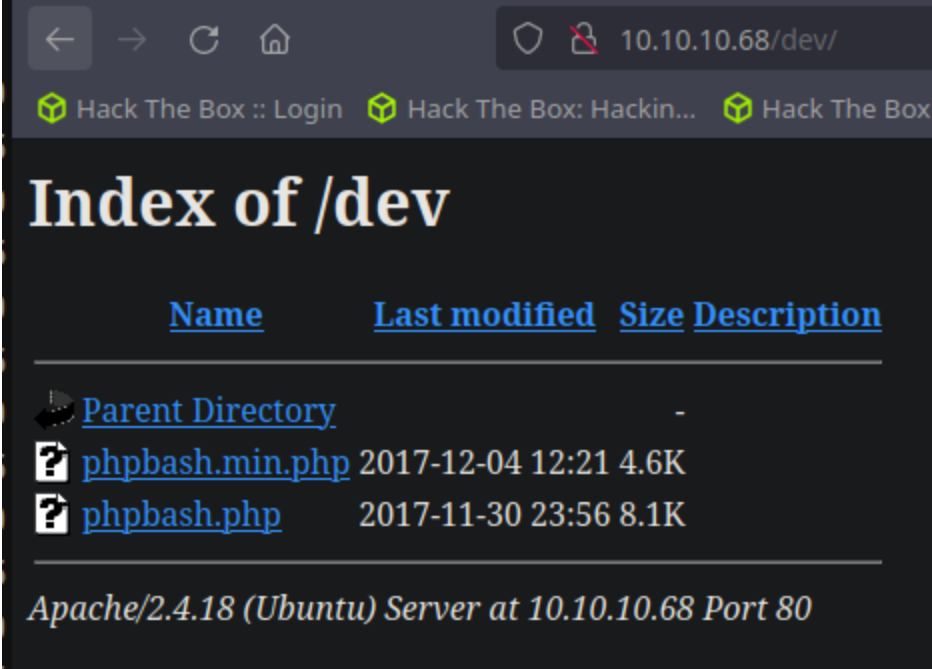 10.10.10.68/dev/
Hack The Box :: Login Hack The Box: Hackin... Hack The Box
Index of /dev
Name Last modified Size Description
Parent Directory -
phpbash.min.php 2017-12-04 12:21 4.6K
phpbash.php 2017-11-30 23:56 8.1K
Apache/2.4.18 (Ubuntu) Server at 10.10.10.68 Port 80